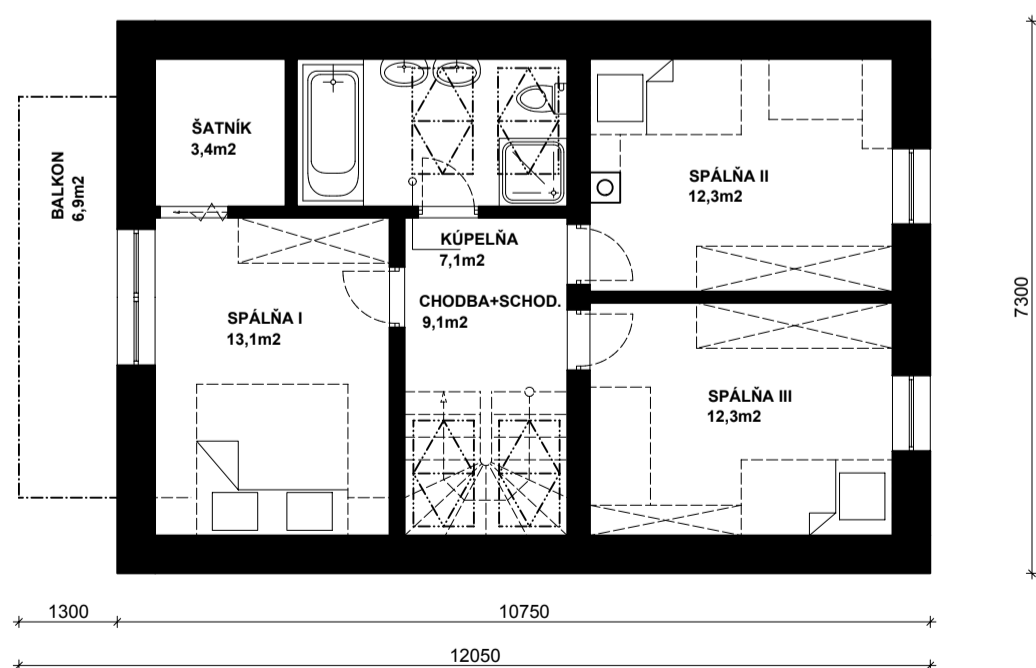 ŠATNÍK
3,4m2
BALKON
6,9m2
SPÁLŇA II
12,3m2
KÚPELŇA
7,1m2
CHODBA+SCHOD.
9,1m2
SPÁLŇA I
13,1m2
SPÁLŇA III
12,3m2
7300
1300
10750
12050